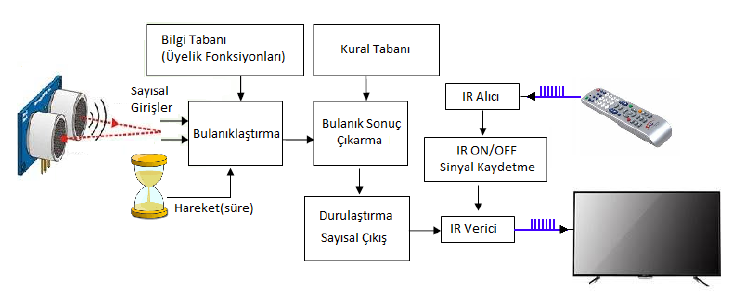 Bilgi Tabanı
(Üyelik Fonksiyonları)
Kural Tabanı
Sayısal
Girişler
Bulanıklaştırma
Bulanık Sonuç
Çıkarma
IR Alıcı
IR ON/OFF
Sinyal Kaydetme
Hareket(süre)
Durulaştırma
Sayısal Çıkış
IR Verici